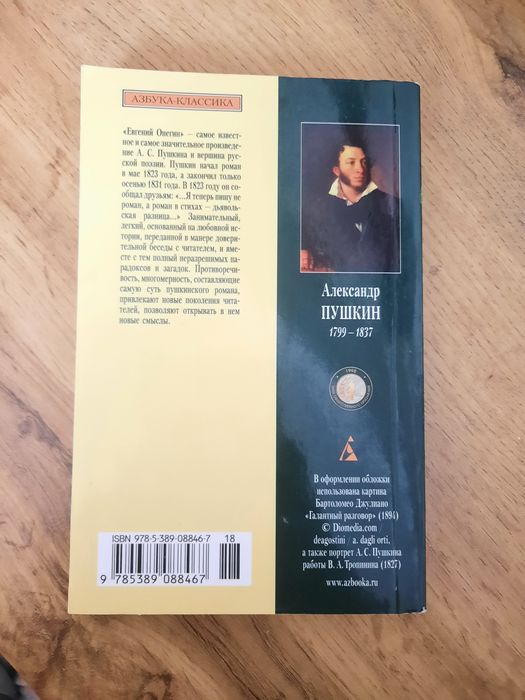 АЗБУКА-КЛАССИКА
«Евгений Онегин» – самое извест-
ное и самое значительное произведе-
ние А. С. Пушкина и вершина рус-
ской поэзии. Пушкин начал роман
в мае 1823 года, а закончил только
осенью 1831 года. В 1823 году он со-
общал друзьям: «...Я теперь пишу не
роман, а роман в стихах – дьяволь-
ская разница...» Занимательный,
легкий, основанный на любовной ис-
тории, переданной в манере довери-
тельной беседы с читателем, и вмес-
те с тем полный неразрешимых па-
радоксов и загадок. Противоречи-
вость, многомерность, составляющие
самую суть пушкинского романа,
привлекают новые поколения чита-
телей, позволяют открывать в нем
новые смыслы.
Александр
ПУШКИН
1799 – 1837
1998
В оформлении обложки
использована картина
Бартоломео Джулиано
«Галантный разговор» (1894)
© Diomedia.com
deagostini / a. dagli orti,
а также портрет А. С. Пушкина
работы В. А. Тропинина (1827)
www.azbooka.ru
ISBN 978-5-389-08846-7
18
9 785389 088467